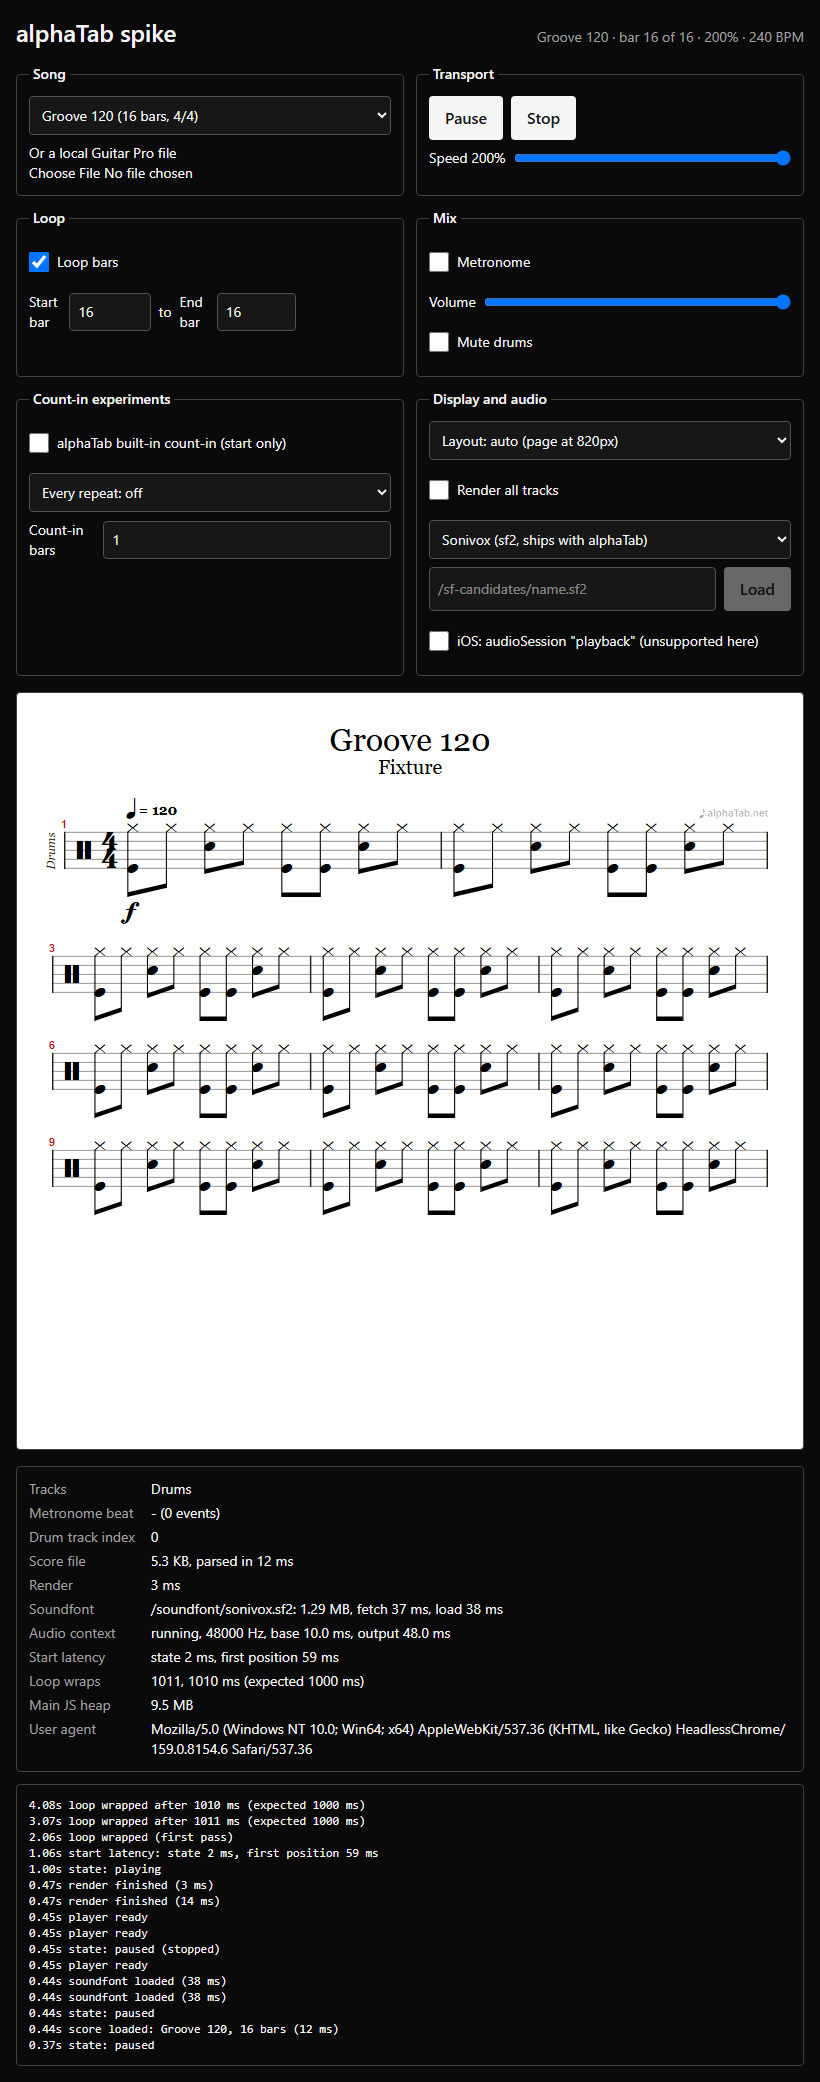 alphaTab spike
Groove 120 · bar 16 of 16 · 200% · 240 BPM
Song
Groove 120 (16 bars, 4/4)
Or a local Guitar Pro file
Choose File No file chosen
Transport
Pause
Stop
Speed 200%
Loop
Loop bars
Start bar
16
to
End bar
16
Mix
Metronome
Volume
Mute drums
Count-in experiments
alphaTab built-in count-in (start only)
Every repeat: off
Count-in bars
1
Display and audio
Layout: auto (page at 820px)
Render all tracks
Sonivox (sf2, ships with alphaTab)
/sf-candidates/name.sf2
Load
iOS: audioSession "playback" (unsupported here)
Groove 120
Fixture
= 120
♪alphaTab.net
1
Drums
4
4
f
3
6
9
Tracks Drums
Metronome beat - (0 events)
Drum track index 0
Score file 5.3 KB, parsed in 12 ms
Render 3 ms
Soundfont /soundfont/sonivox.sf2: 1.29 MB, fetch 37 ms, load 38 ms
Audio context running, 48000 Hz, base 10.0 ms, output 48.0 ms
Start latency state 2 ms, first position 59 ms
Loop wraps 1011, 1010 ms (expected 1000 ms)
Main JS heap 9.5 MB
User agent Mozilla/5.0 (Windows NT 10.0; Win64; x64) AppleWebKit/537.36 (KHTML, like Gecko) HeadlessChrome/
159.0.8154.6 Safari/537.36
4.08s loop wrapped after 1010 ms (expected 1000 ms)
3.07s loop wrapped after 1011 ms (expected 1000 ms)
2.06s loop wrapped (first pass)
1.06s start latency: state 2 ms, first position 59 ms
1.00s state: playing
0.47s render finished (3 ms)
0.47s render finished (14 ms)
0.45s player ready
0.45s player ready
0.45s state: paused (stopped)
0.45s player ready
0.44s soundfont loaded (38 ms)
0.44s soundfont loaded (38 ms)
0.44s state: paused
0.44s score loaded: Groove 120, 16 bars (12 ms)
0.37s state: paused